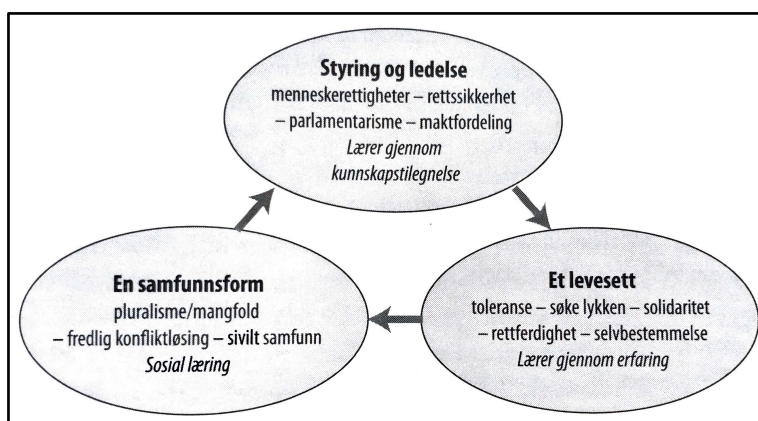 Styring og ledelse
menneskerettigheter – rettssikkerhet
– parlamentarisme – maktfordeling
Lærer gjennom
kunnskapstilegnelse
En samfunnsform
pluralisme/mangfold
– fredlig konfliktløsing – sivilt samfunn
Sosial læring
Et levesett
toleranse – søke lykken – solidaritet
– rettferdighet – selvbestemmelse
Lærer gjennom erfaring